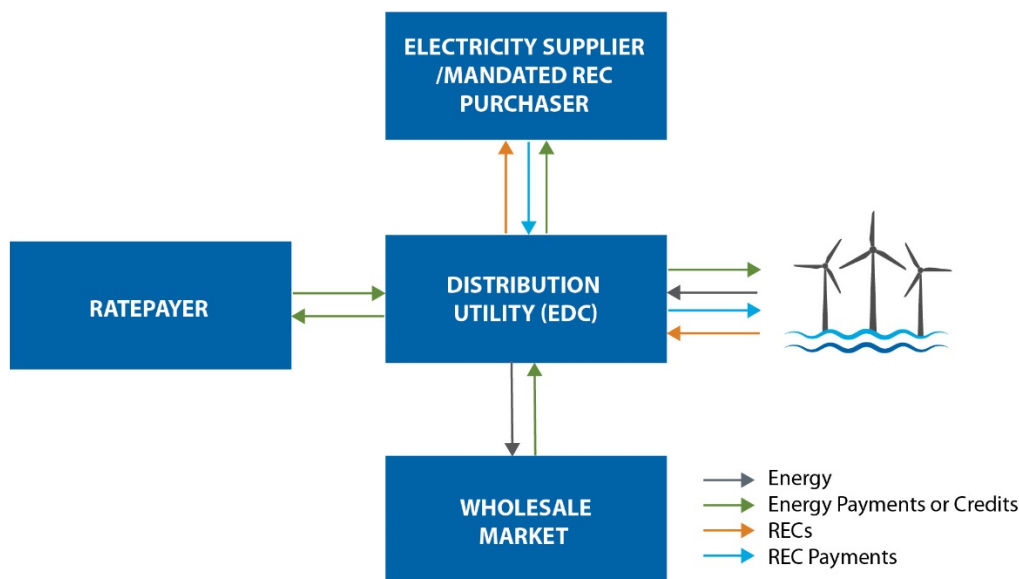 ELECTRICITY SUPPLIER
/MANDATED REC
PURCHASER
RATEPAYER
DISTRIBUTION
UTILITY (EDC)
WHOLESALE
MARKET
Energy
Energy Payments or Credits
RECs
REC Payments